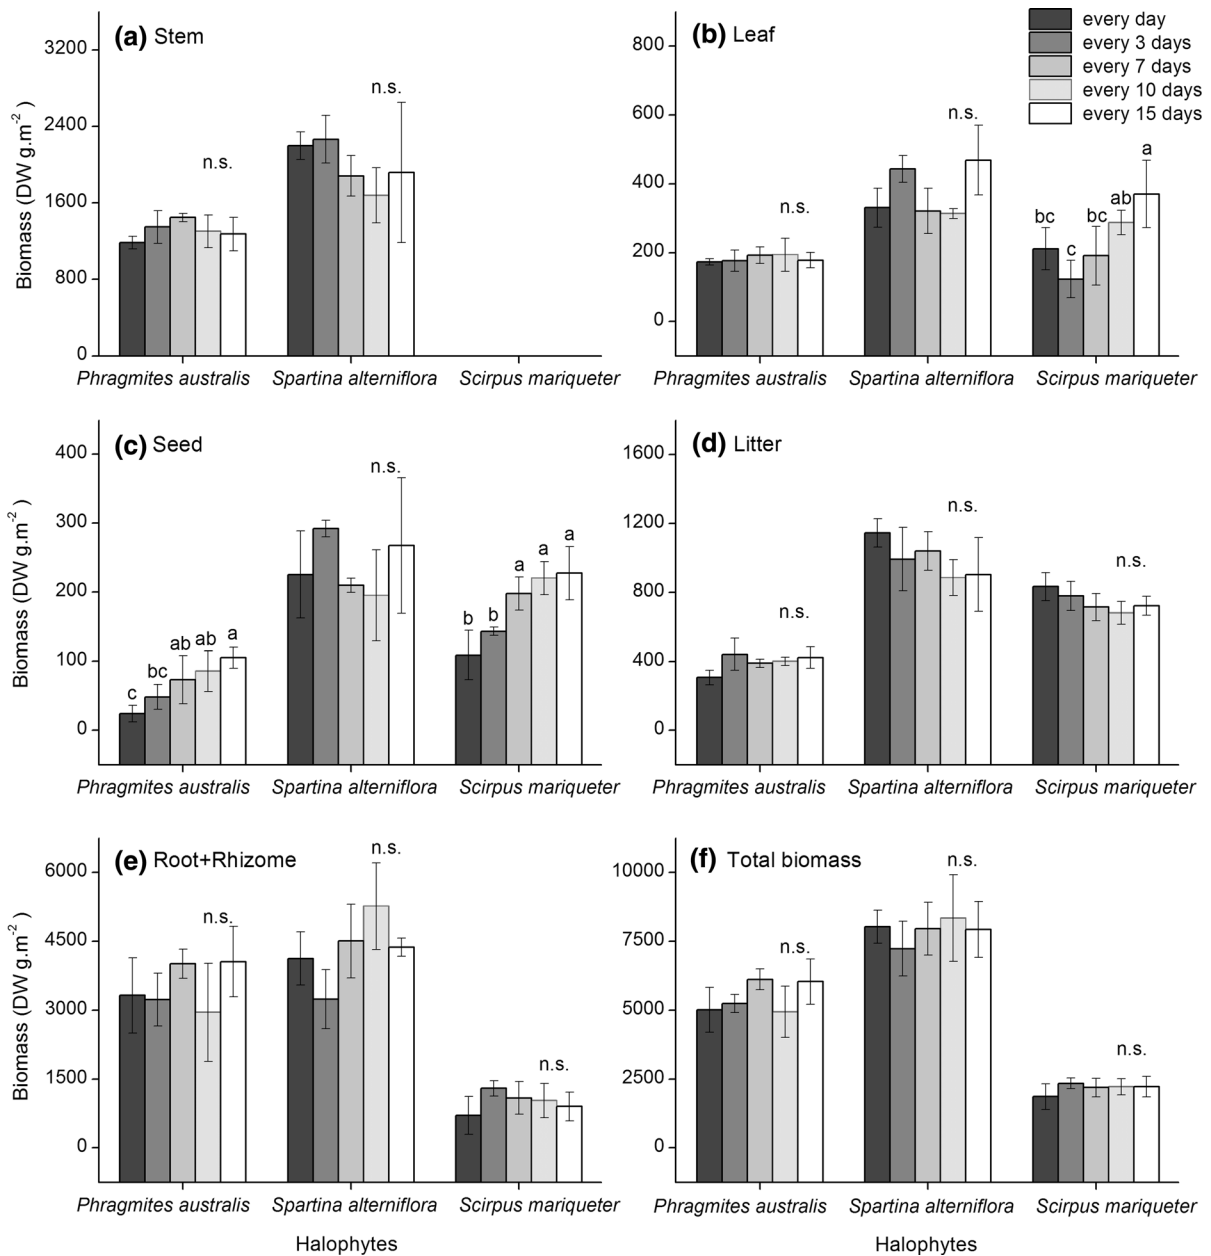 (a) Stem
3200
2400
1600
800
0
Biomass (DW g.m-2)
n.s.
n.s.
Phragmites australis
Spartina alterniflora
Scirpus mariqueter
(b) Leaf
800
600
400
200
0
n.s.
n.s.
bc
c
bc
ab
a
every day
every 3 days
every 7 days
every 10 days
every 15 days
Phragmites australis
Spartina alterniflora
Scirpus mariqueter
(c) Seed
400
300
200
100
0
Biomass (DW g.m-2)
c
bc
ab
ab
a
n.s.
b
b
a
a
a
Phragmites australis
Spartina alterniflora
Scirpus mariqueter
(d) Litter
1600
1200
800
400
0
n.s.
n.s.
n.s.
Phragmites australis
Spartina alterniflora
Scirpus mariqueter
(e) Root+Rhizome
6000
4500
3000
1500
0
Biomass (DW g.m-2)
n.s.
n.s.
n.s.
Phragmites australis
Spartina alterniflora
Scirpus mariqueter
Halophytes
(f) Total biomass
10000
7500
5000
2500
0
n.s.
n.s.
n.s.
Phragmites australis
Spartina alterniflora
Scirpus mariqueter
Halophytes